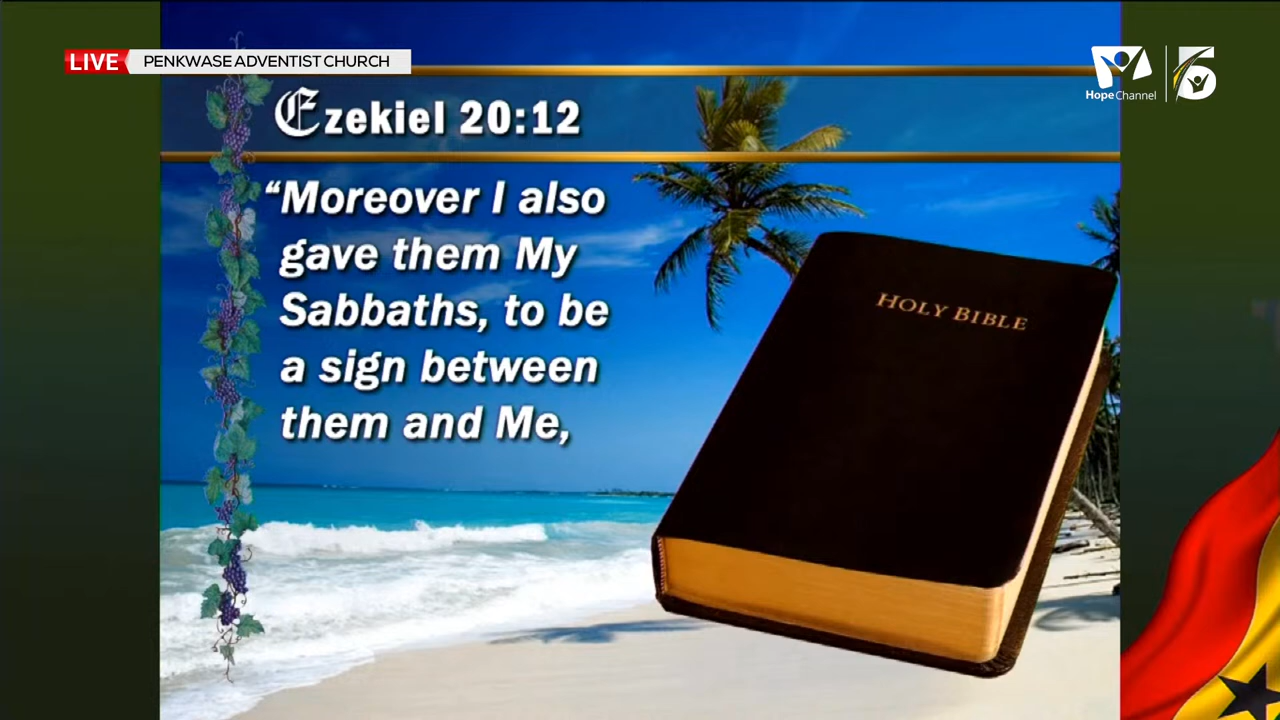 LIVE PENKWASE ADVENTIST CHURCH
Hope Channel
5
Ezekiel 20:12
“Moreover I also
gave them My
Sabbaths, to be
a sign between
them and Me,
HOLY BIBLE